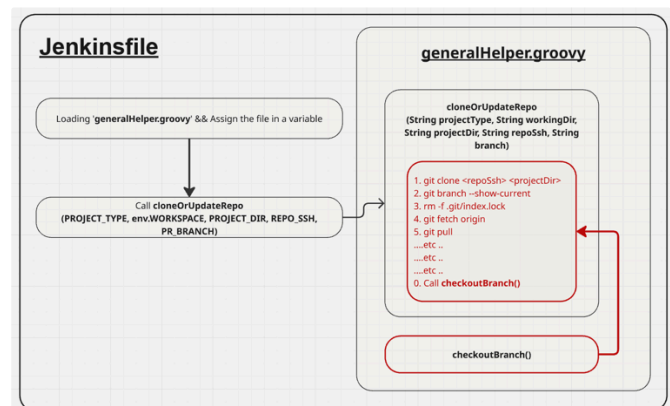 Jenkinsfile
Loading 'generalHelper.groovy' && Assign the file in a variable
Call cloneOrUpdateRepo
(PROJECT_TYPE, env.WORKSPACE, PROJECT_DIR, REPO_SSH,
PR_BRANCH)
generalHelper.groovy
cloneOrUpdateRepo
(String projectType, String workingDir,
String projectDir, String repoSsh, String
branch)
1. git clone <repoSsh> <projectDir>
2. git branch --show-current
3. rm -f .git/index.lock
4. git fetch origin
5. git pull
....etc ..
....etc ..
....etc ..
0. Call checkoutBranch()
checkoutBranch()